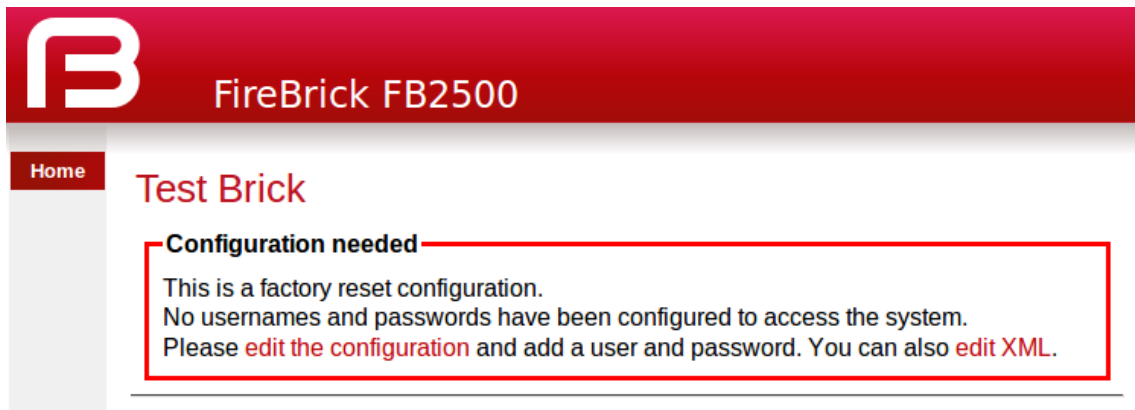 FireBrick FB2500
Home
Test Brick
Configuration needed
This is a factory reset configuration.
No usernames and passwords have been configured to access the system.
Please edit the configuration and add a user and password. You can also edit XML.